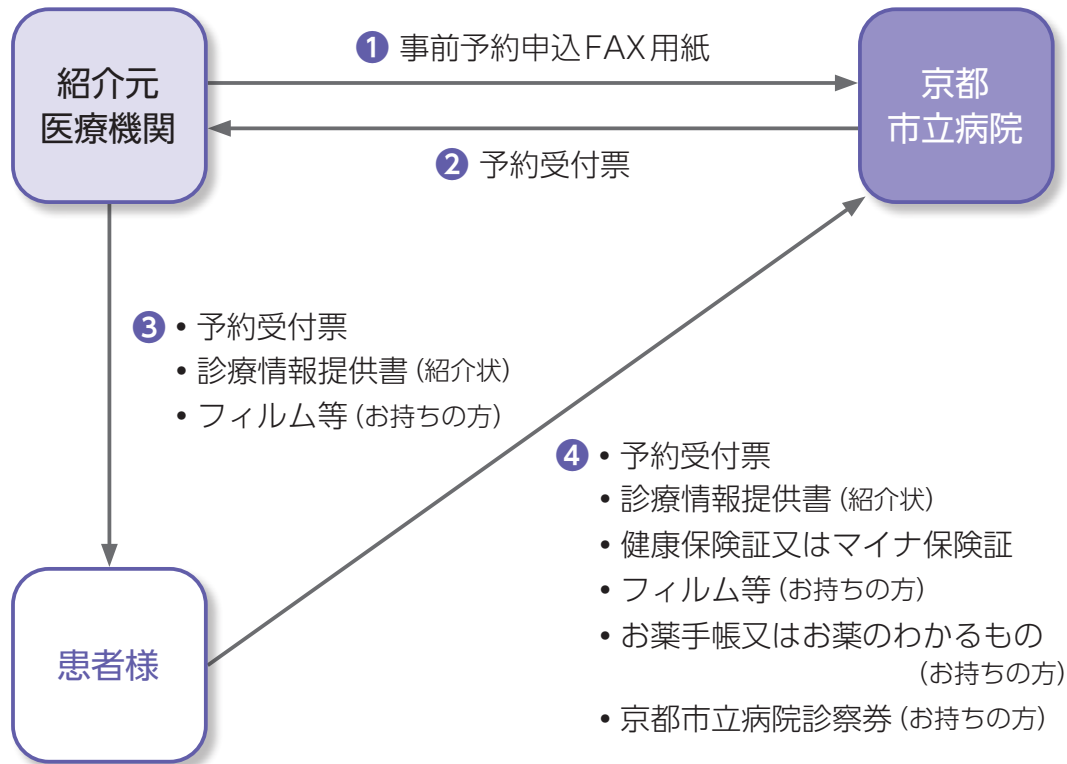 紹介元
医療機関
❶ 事前予約申込FAX用紙
京都
市立病院
❷ 予約受付票
❸ • 予約受付票
• 診療情報提供書 (紹介状)
• フィルム等 (お持ちの方)
❹ • 予約受付票
• 診療情報提供書 (紹介状)
• 健康保険証又はマイナ保険証
• フィルム等 (お持ちの方)
• お薬手帳又はお薬のわかるもの
(お持ちの方)
• 京都市立病院診察券 (お持ちの方)
患者様